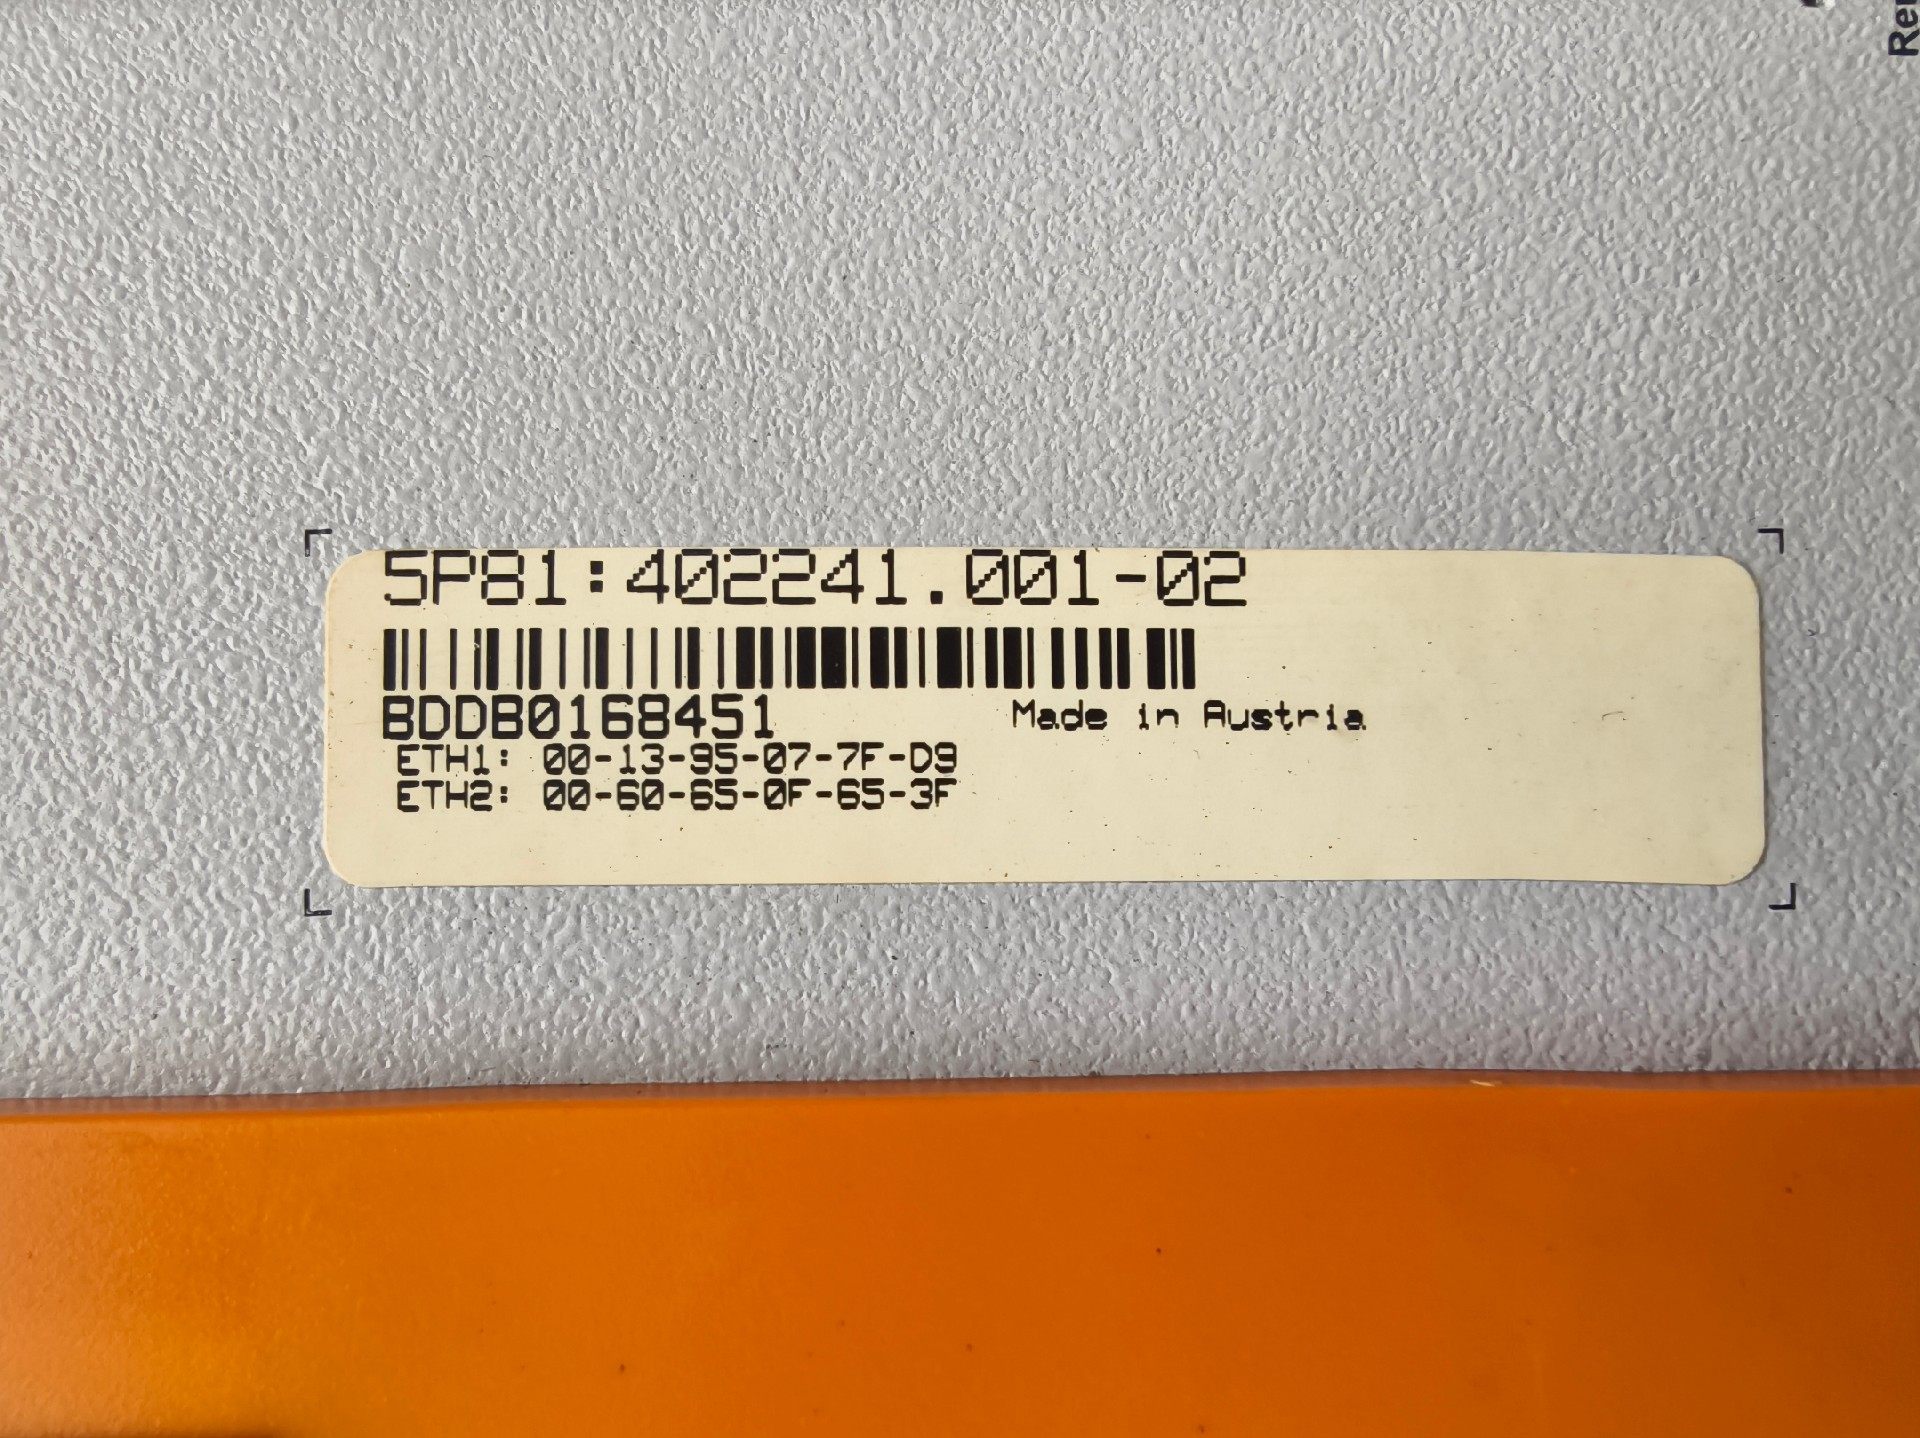 5P81:402241.001-02
BDDB0168451
Made in Austria
ETH1: 00-13-95-07-7F-D9
ETH2: 00-60-65-0F-65-3F